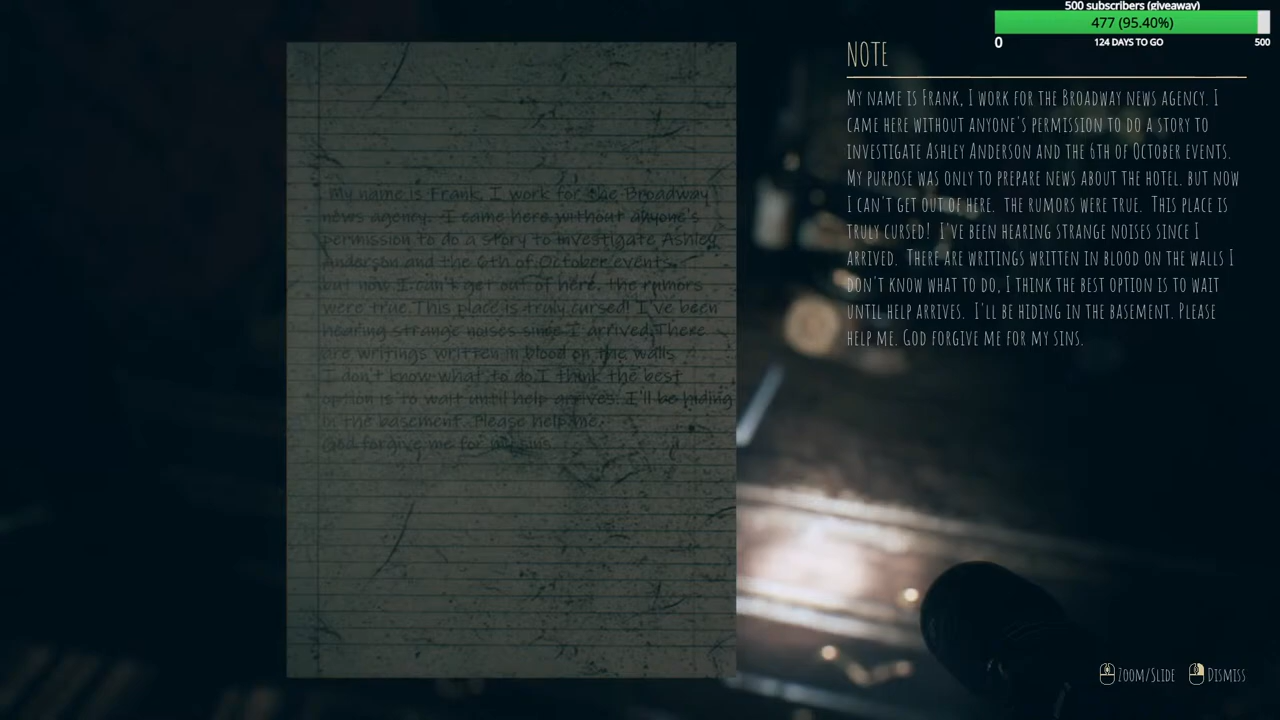 500 subscribers (giveaway)
477 (95.40%)
0
124 DAYS TO GO
500
NOTE
MY NAME IS FRANK, I WORK FOR THE BROADWAY NEWS AGENCY. I
CAME HERE WITHOUT ANYONE'S PERMISSION TO DO A STORY TO
INVESTIGATE ASHLEY ANDERSON AND THE 6TH OF OCTOBER EVENTS.
MY PURPOSE WAS ONLY TO PREPARE NEWS ABOUT THE HOTEL. BUT NOW
I CAN'T GET OUT OF HERE. THE RUMORS WERE TRUE. THIS PLACE IS
TRULY CURSED! I'VE BEEN HEARING STRANGE NOISES SINCE I
ARRIVED. THERE ARE WRITINGS WRITTEN IN BLOOD ON THE WALLS I
DON'T KNOW WHAT TO DO, I THINK THE BEST OPTION IS TO WAIT
UNTIL HELP ARRIVES. I'LL BE HIDING IN THE BASEMENT. PLEASE
HELP ME. GOD FORGIVE ME FOR MY SINS.
My name is Frank, I work for the Broadway
news agency. I came here without anyone's
permission to do a story to investigate Ashley
Anderson and the 6th of October events.
but now I can't get out of here. the rumors
were true.This place is truly cursed! I've been
hearing strange noises since I arrived.There
are writings written in blood on the walls
I don't know what to do,I think the best
option is to wait until help arrives. I'll be hiding
in the basement. Please help me.
God forgive me for my sins
ZOOM/SLIDE
DISMISS